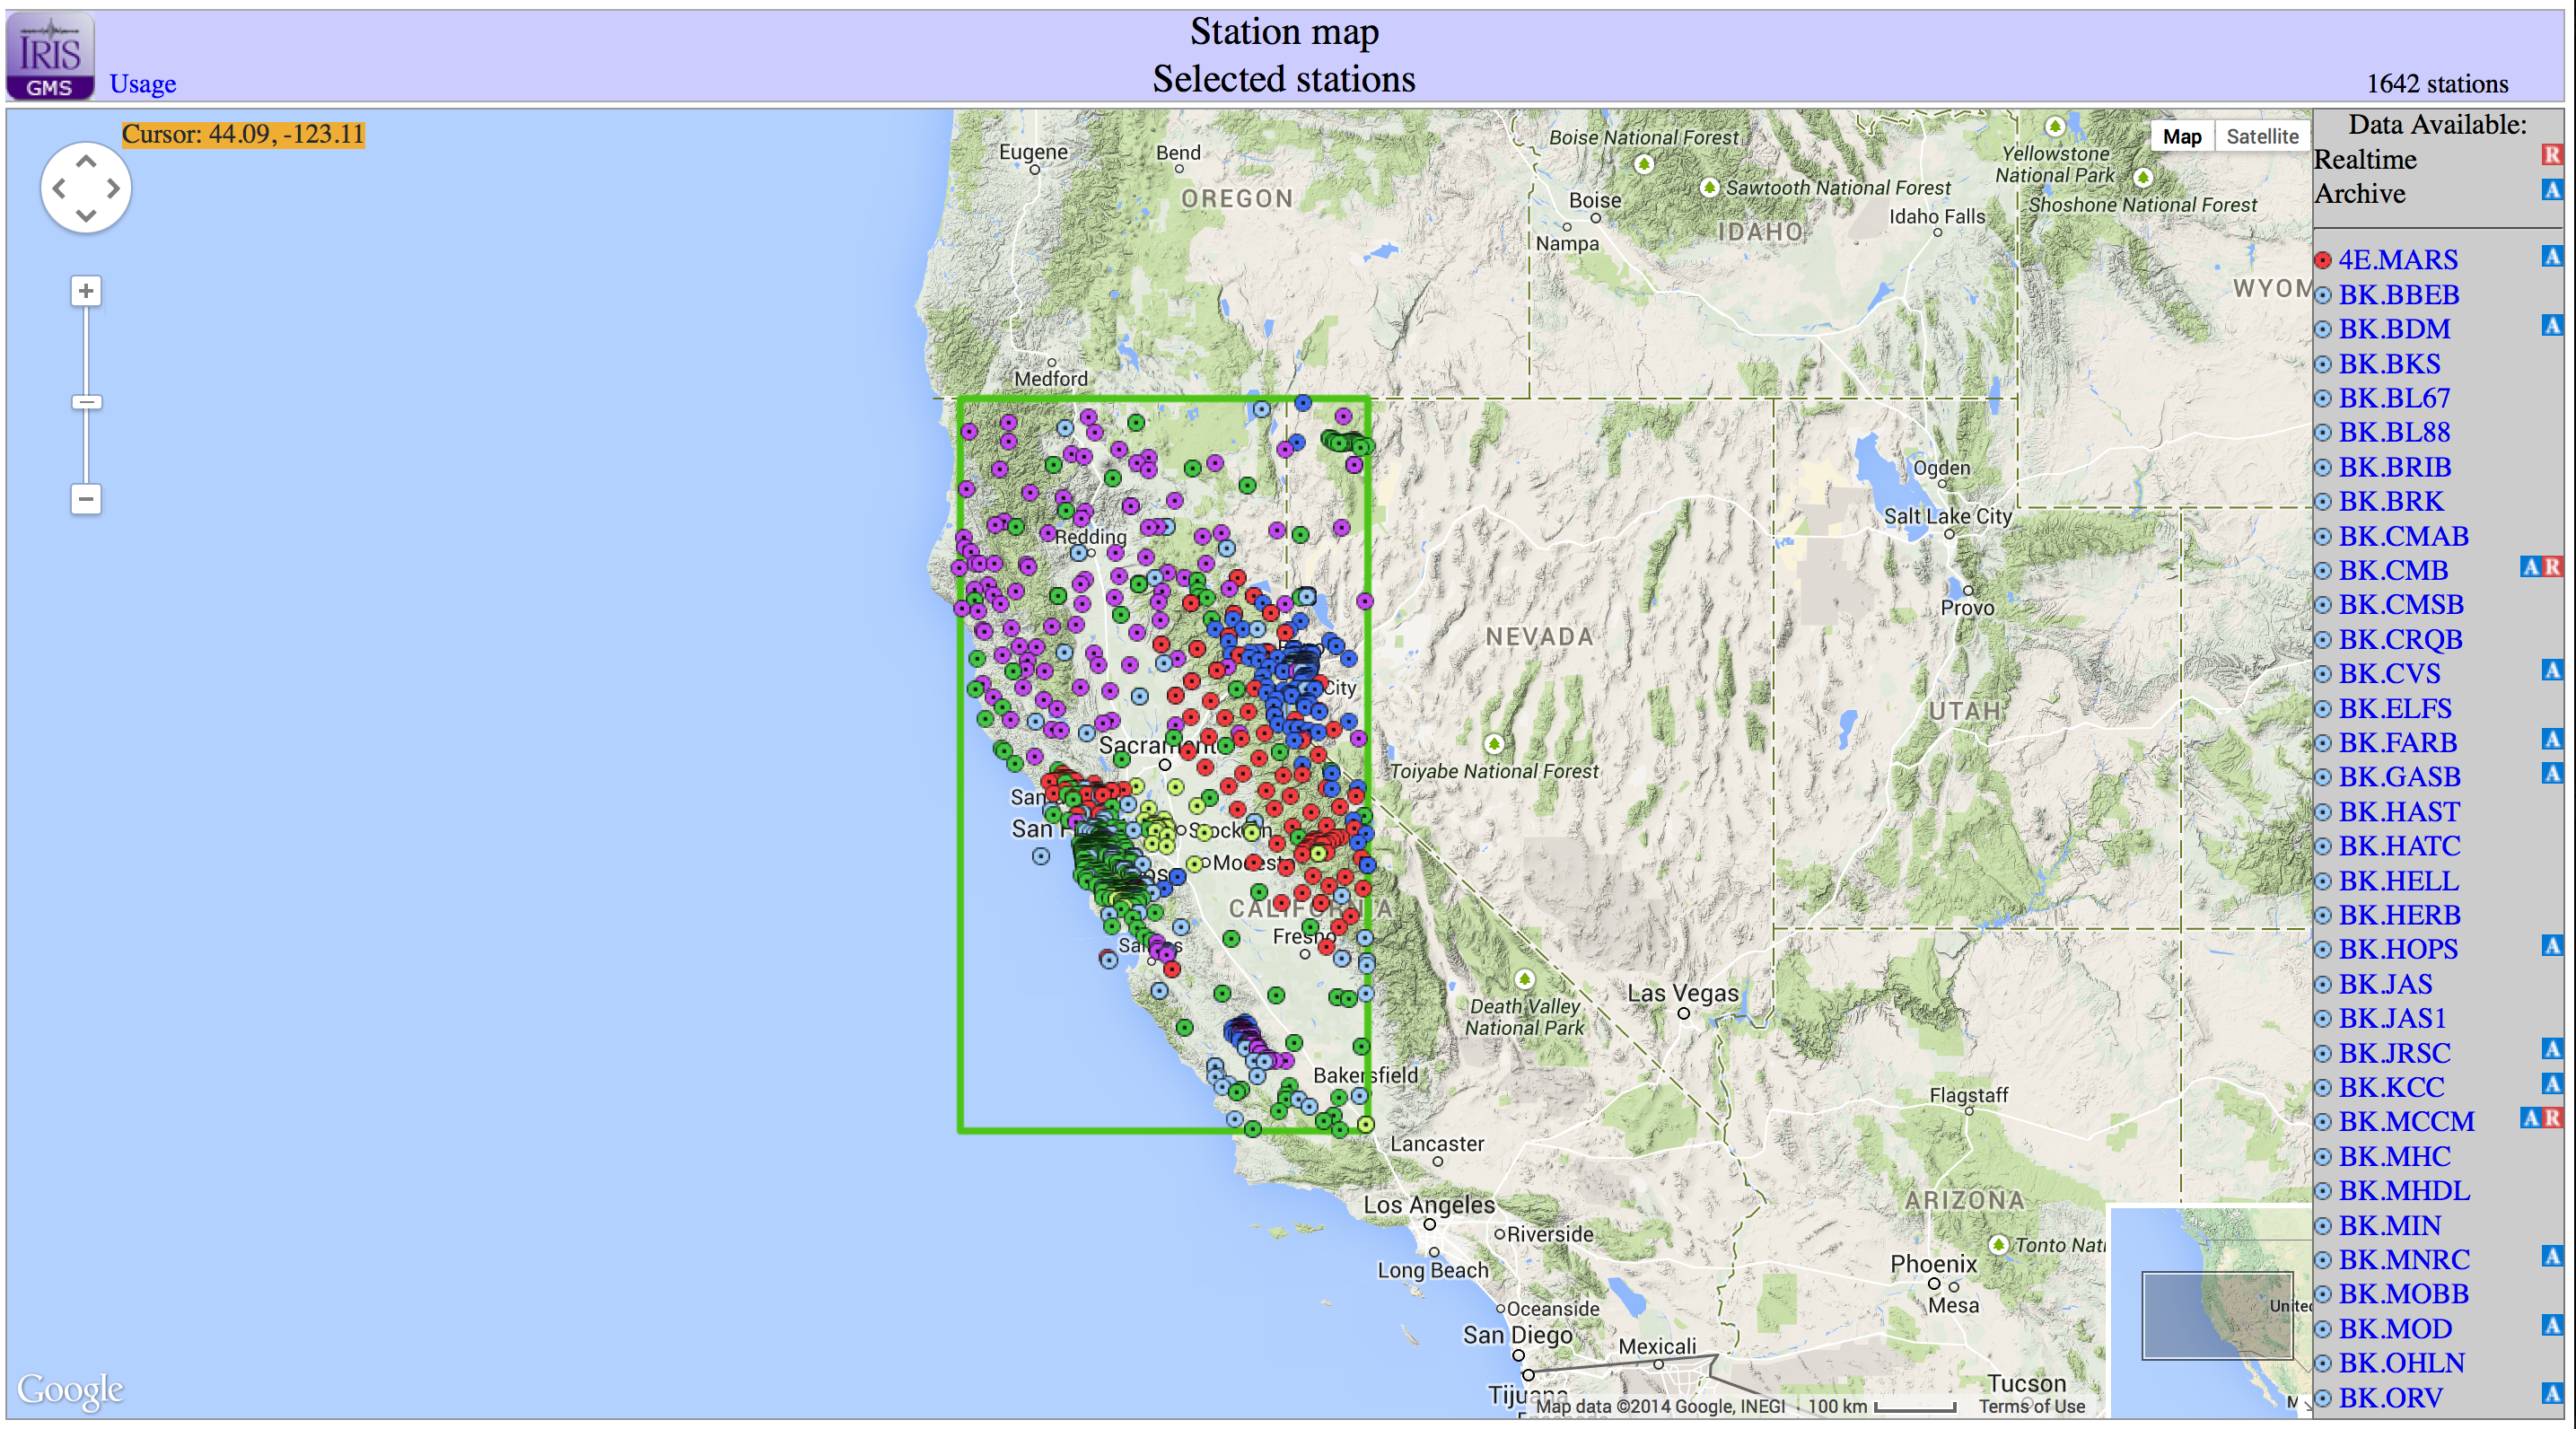 Station map
Selected stations
IRIS
GMS
Usage
1642 stations
Cursor: 44.09, -123.11
Map
Satellite
Eugene
Bend
OREGON
Medford
Boise National Forest
Sawtooth National Forest
Boise
Nampa
IDAHO
Idaho Falls
Yellowstone
National Park
Shoshone National Forest
WYOM
Redding
City
Ogden
Salt Lake City
Provo
NEVADA
UTAH
Toiyabe National Forest
CALIFORNIA
Bakersfield
Death Valley
National Park
Las Vegas
Flagstaff
Lancaster
Los Angeles
Riverside
Long Beach
Oceanside
San Diego
Mexicali
Tijuana
ARIZONA
Phoenix
Mesa
Tonto Nati
Tucson
Google
Map data ©2014 Google, INEGI
100 km
Terms of Use
Data Available:
Realtime R
Archive A
4E.MARS A
BK.BBEB
BK.BDM A
BK.BKS
BK.BL67
BK.BL88
BK.BRIB
BK.BRK
BK.CMAB
BK.CMB A R
BK.CMSB
BK.CRQB
BK.CVS A
BK.ELFS
BK.FARB A
BK.GASB A
BK.HAST
BK.HATC
BK.HELL
BK.HERB
BK.HOPS A
BK.JAS
BK.JAS1
BK.JRSC A
BK.KCC A
BK.MCCM A R
BK.MHC
BK.MHDL
BK.MIN
BK.MNRC A
BK.MOBB
BK.MOD A
BK.OHLN
BK.ORV A